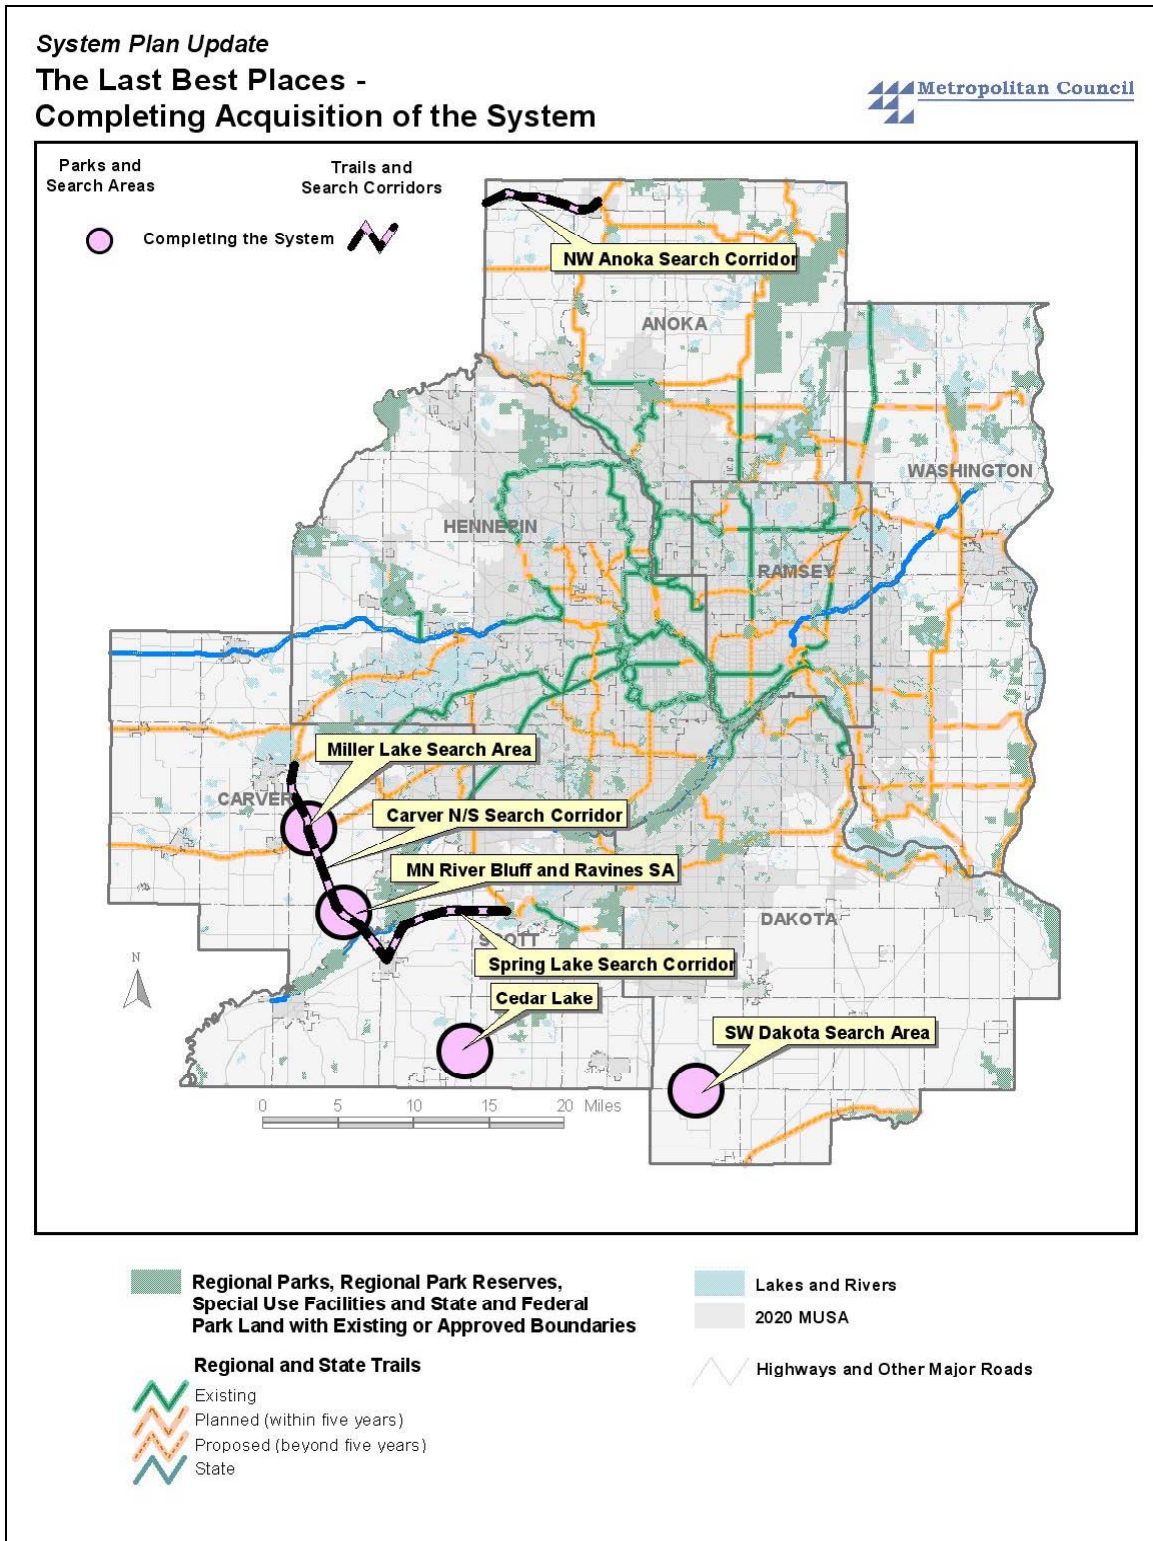 System Plan Update
The Last Best Places -
Completing Acquisition of the System
Metropolitan Council
Parks and
Search Areas
Trails and
Search Corridors
Completing the System
NW Anoka Search Corridor
ANOKA
WASHINGTON
HENNEPIN
RAMSEY
Miller Lake Search Area
CARVER
Carver N/S Search Corridor
MN River Bluff and Ravines SA
DAKOTA
SCOTT
Spring Lake Search Corridor
N
Cedar Lake
SW Dakota Search Area
0 5 10 15 20 Miles
Regional Parks, Regional Park Reserves,
Special Use Facilities and State and Federal
Park Land with Existing or Approved Boundaries
Regional and State Trails
Existing
Planned (within five years)
Proposed (beyond five years)
State
Lakes and Rivers
2020 MUSA
Highways and Other Major Roads